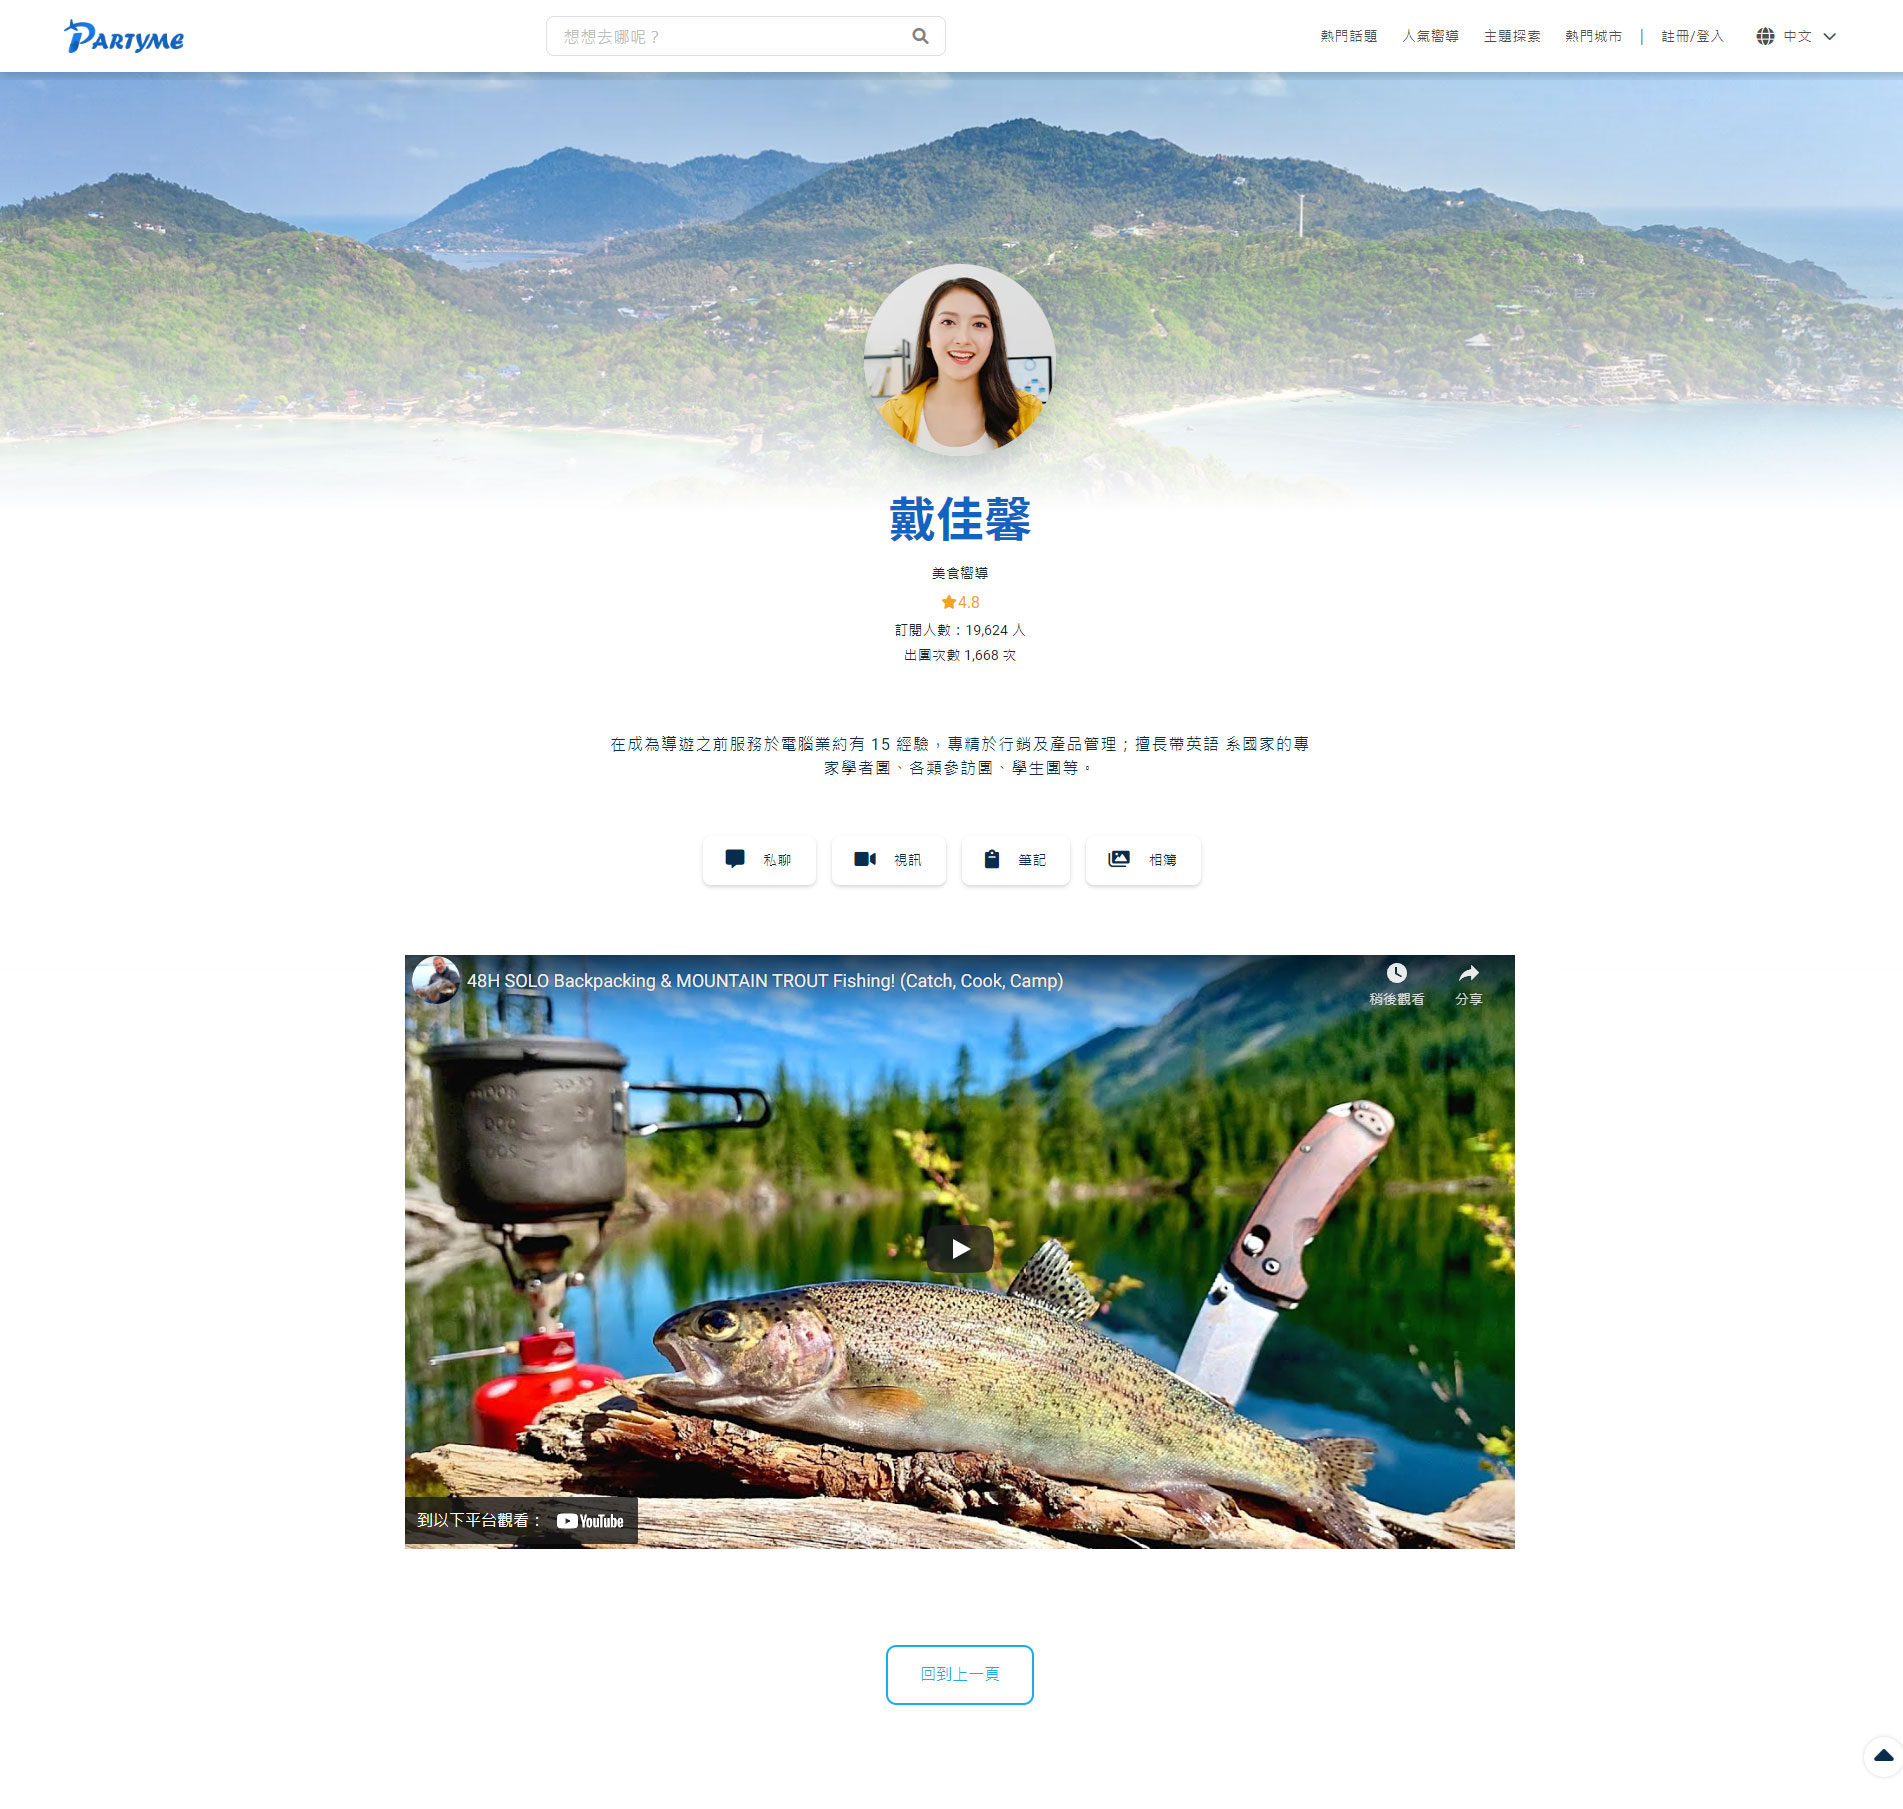 PARTYME
想想去哪呢？
熱門話題 人氣嚮導 主題探索 熱門城市 | 註冊/登入 中文
戴佳馨
美食嚮導
4.8
訂閱人數：19,624 人
出團次數 1,668 次
在成為導遊之前服務於電腦業約有 15 經驗，專精於行銷及產品管理；擅長帶英語 系國家的專
家學者團、各類參訪團、學生團等。
私聊 視訊 筆記 相簿
48H SOLO Backpacking & MOUNTAIN TROUT Fishing! (Catch, Cook, Camp)
稍後觀看 分享
到以下平台觀看： YouTube
回到上一頁